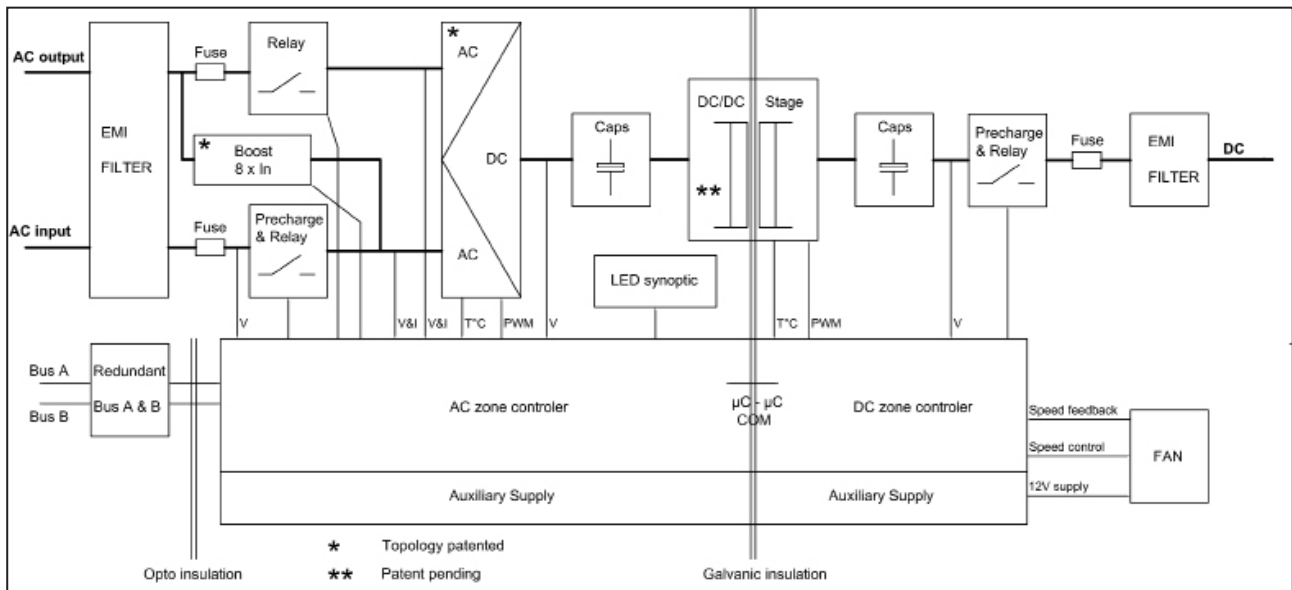 AC output
EMI
FILTER
Fuse
Relay
* Boost
8 x In
AC input
Fuse
Precharge
& Relay
*
AC
DC
AC
Caps
DC/DC
Stage
**
Caps
Precharge
& Relay
Fuse
EMI
FILTER
DC
LED synoptic
V
V&I
V&I
T°C
PWM
V
T°C
PWM
V
Bus A
Bus B
Redundant
Bus A & B
AC zone controler
µC - µC
COM
DC zone controler
Speed feedback
Speed control
12V supply
FAN
Auxiliary Supply
Auxiliary Supply
* Topology patented
** Patent pending
Opto insulation
Galvanic insulation